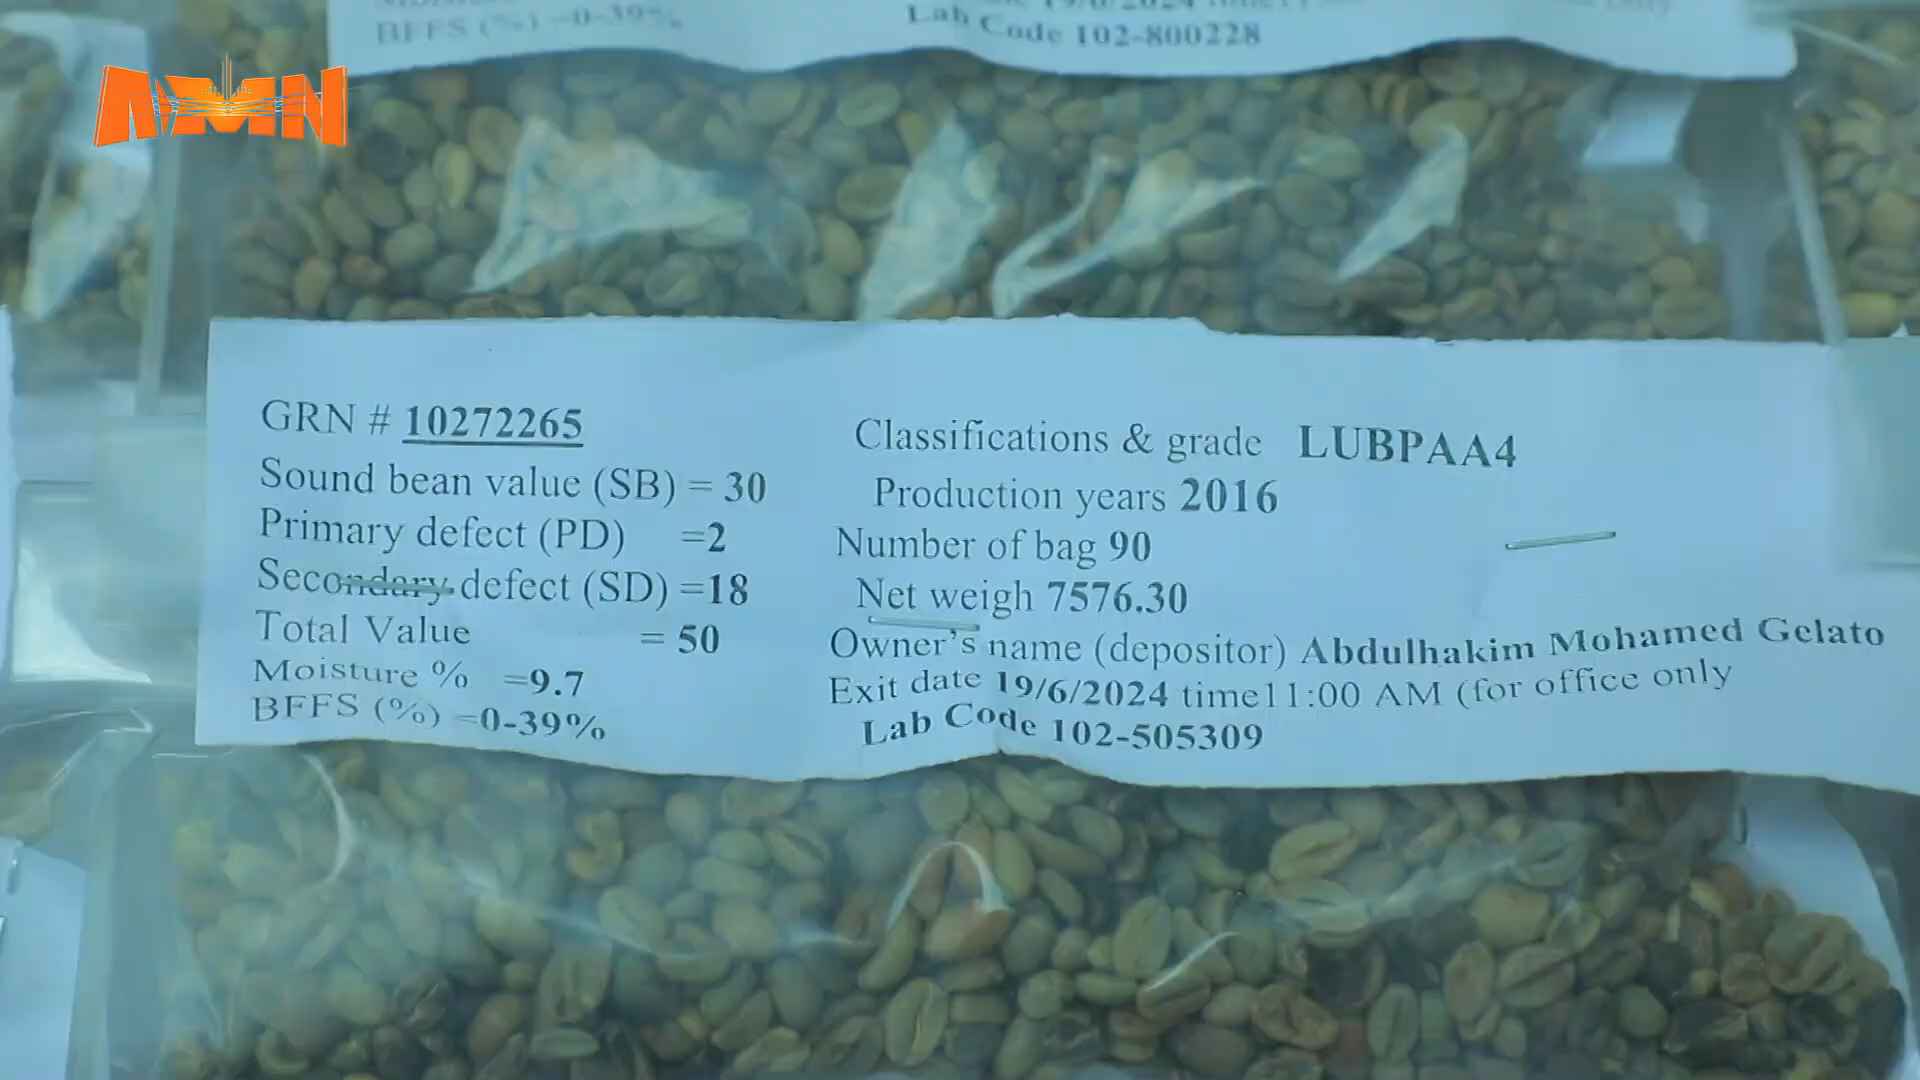 BFFS (%) =0-39%
Lab Code 102-800228
AMN
GRN # 10272265
Sound bean value (SB) = 30
Primary defect (PD) =2
Secondary defect (SD) =18
Total Value = 50
Moisture % =9.7
BFFS (%) =0-39%
Classifications & grade LUBPAA4
Production years 2016
Number of bag 90
Net weigh 7576.30
Owner's name (depositor) Abdulhakim Mohamed Gelato
Exit date 19/6/2024 time11:00 AM (for office only
Lab Code 102-505309